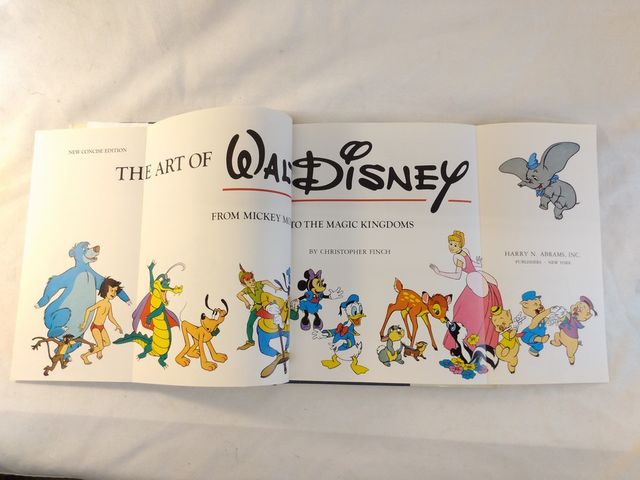 NEW CONCISE EDITION
THE ART OF WALT DISNEY
FROM MICKEY MO TO THE MAGIC KINGDOMS
BY CHRISTOPHER FINCH
HARRY N. ABRAMS, INC.
PUBLISHERS - NEW YORK